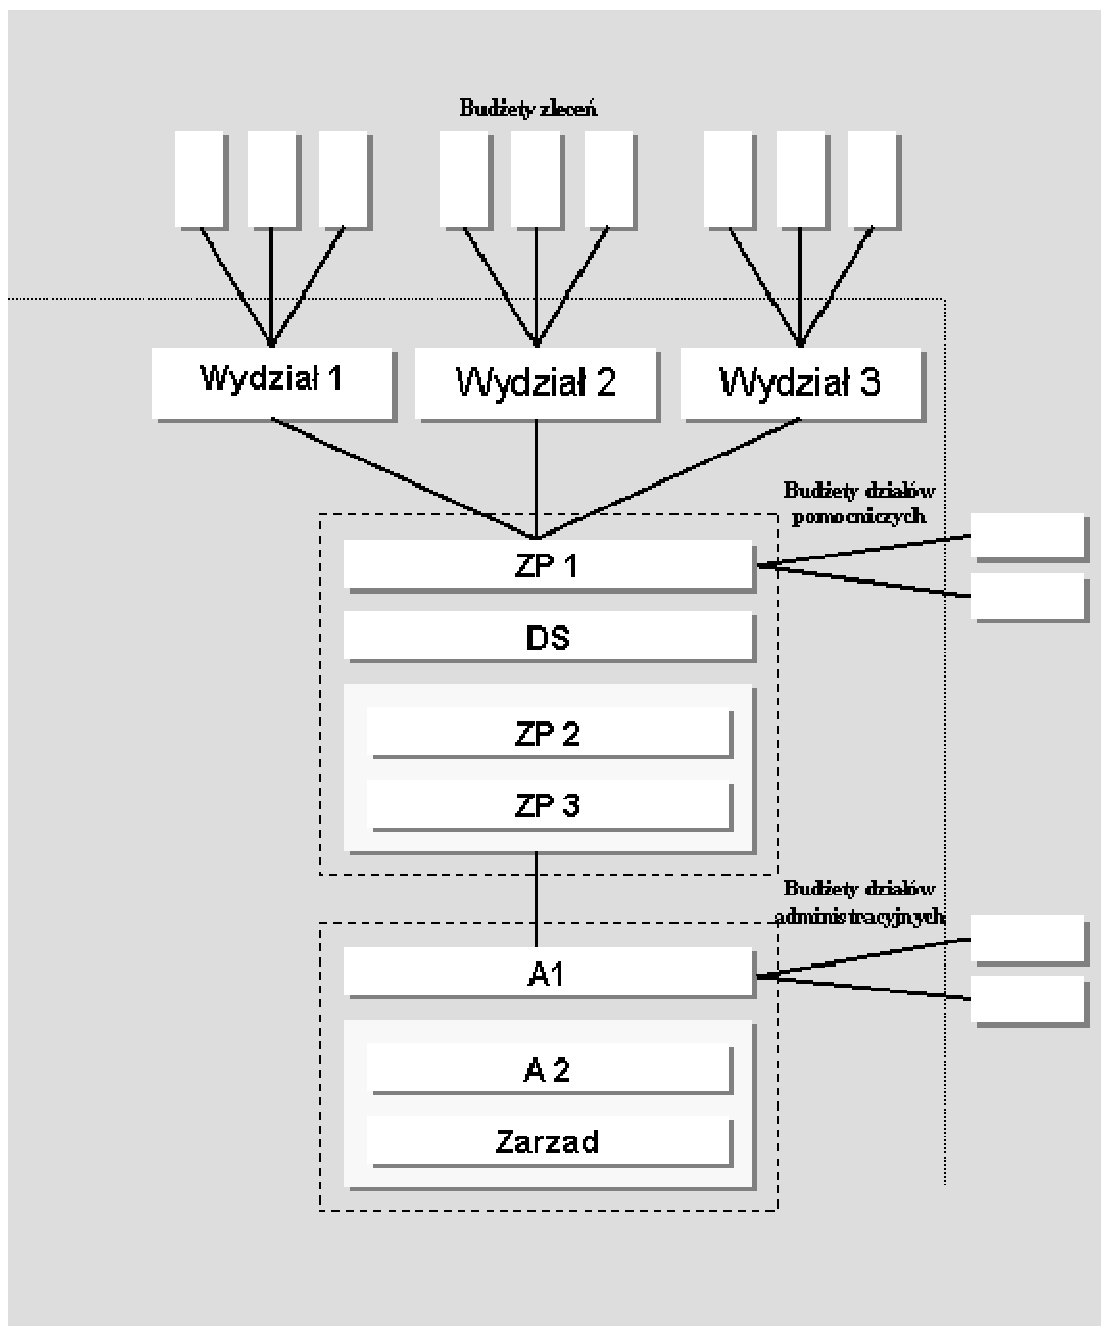 Budżety zleceń
Wydział 1
Wydział 2
Wydział 3
Budżety działów
pomocniczych
ZP 1
DS
ZP 2
ZP 3
Budżety działów
administracyjnych
A1
A 2
Zarzad